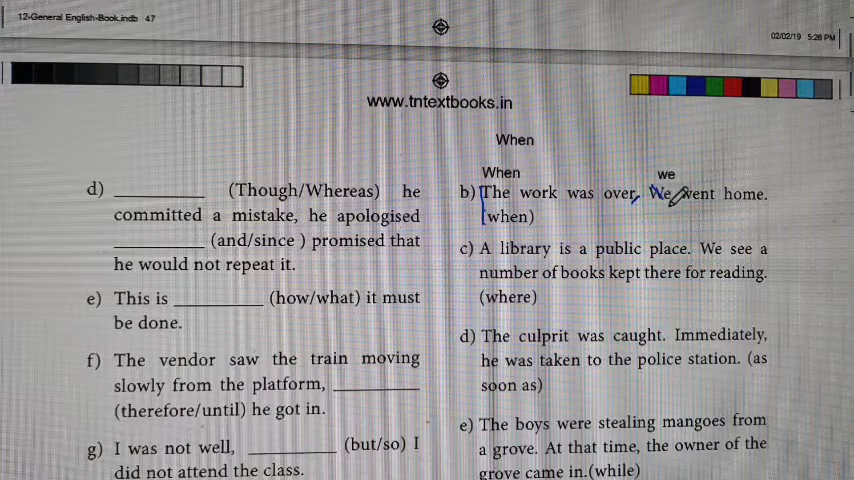 12-General English-Book.indb 47
02/02/19 5:26 PM
www.tntextbooks.in
d) __________ (Though/Whereas) he
committed a mistake, he apologised
__________ (and/since ) promised that
he would not repeat it.
e) This is __________ (how/what) it must
be done.
f) The vendor saw the train moving
slowly from the platform, __________
(therefore/until) he got in.
g) I was not well, __________ (but/so) I
did not attend the class.
When
When we
b) The work was over, We went home.
(when)
c) A library is a public place. We see a
number of books kept there for reading.
(where)
d) The culprit was caught. Immediately,
he was taken to the police station. (as
soon as)
e) The boys were stealing mangoes from
a grove. At that time, the owner of the
grove came in.(while)